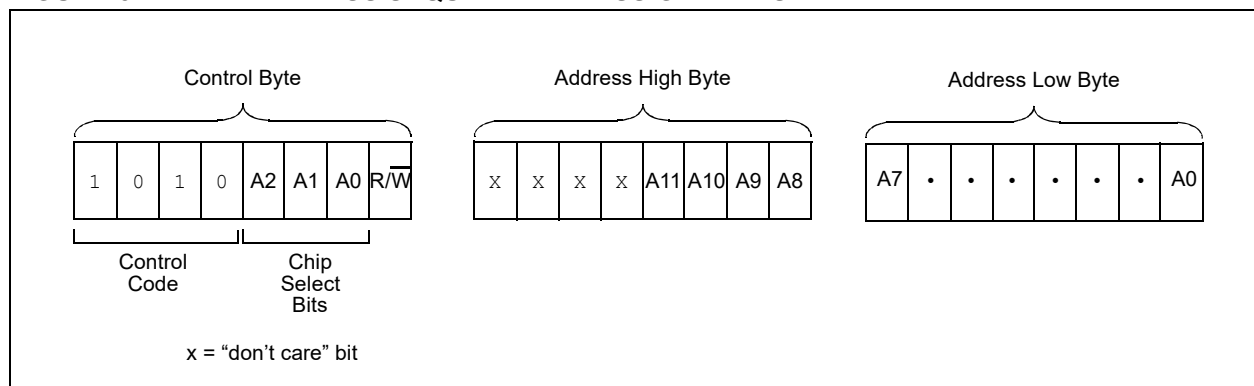 Control Byte
Address High Byte
Address Low Byte
1 0 1 0 A2 A1 A0 R/W̅
X X X X A11 A10 A9 A8
A7 • • • • • • A0
Control
Code
Chip
Select
Bits
x = “don’t care” bit